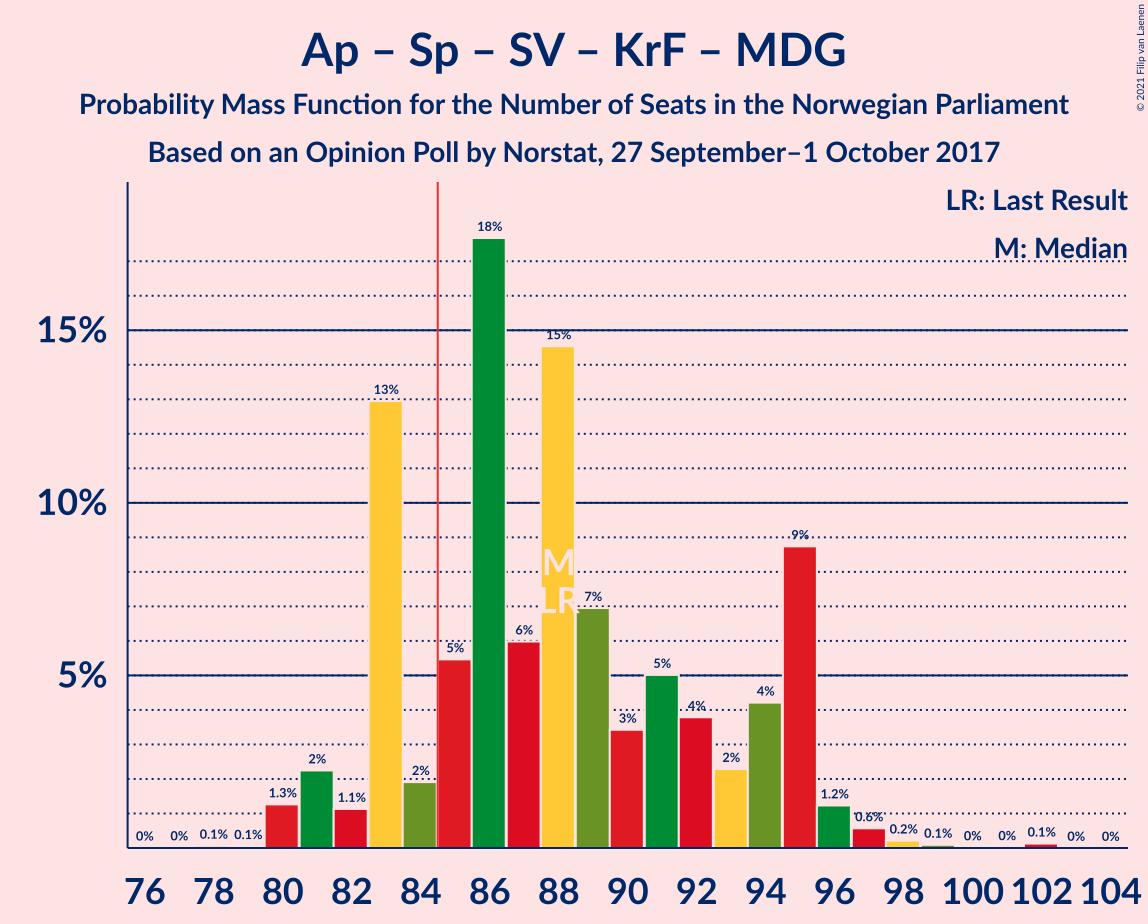 Ap – Sp – SV – KrF – MDG
Probability Mass Function for the Number of Seats in the Norwegian Parliament
Based on an Opinion Poll by Norstat, 27 September–1 October 2017
© 2021 Filip van Laenen
LR: Last Result
M: Median
15%
10%
5%
0% 0% 0.1% 0.1% 1.3% 2% 1.1% 13% 2% 5% 18% 6% 15% 7% 3% 5% 4% 2% 4% 9% 1.2% 0.6% 0.2% 0.1% 0% 0% 0.1% 0% 0%
M
LR
76 78 80 82 84 86 88 90 92 94 96 98 100 102 104